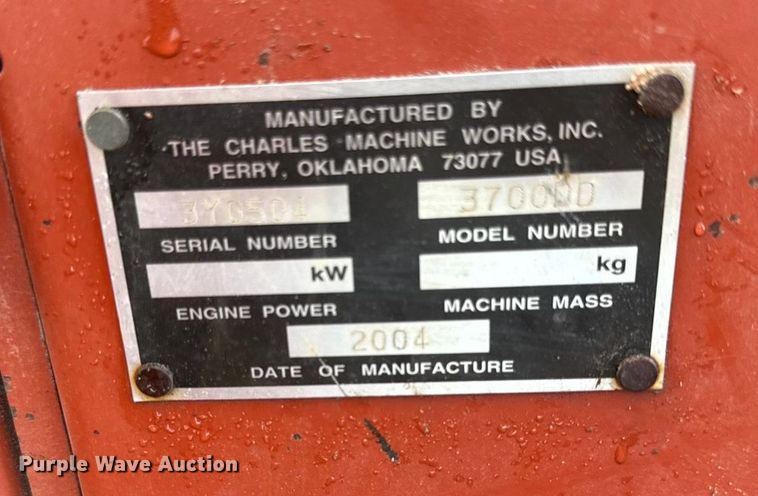 MANUFACTURED BY
THE CHARLES MACHINE WORKS, INC.
PERRY, OKLAHOMA 73077 USA
3Y0504 3700DD
SERIAL NUMBER MODEL NUMBER
kW kg
ENGINE POWER MACHINE MASS
2004
DATE OF MANUFACTURE
Purple Wave Auction